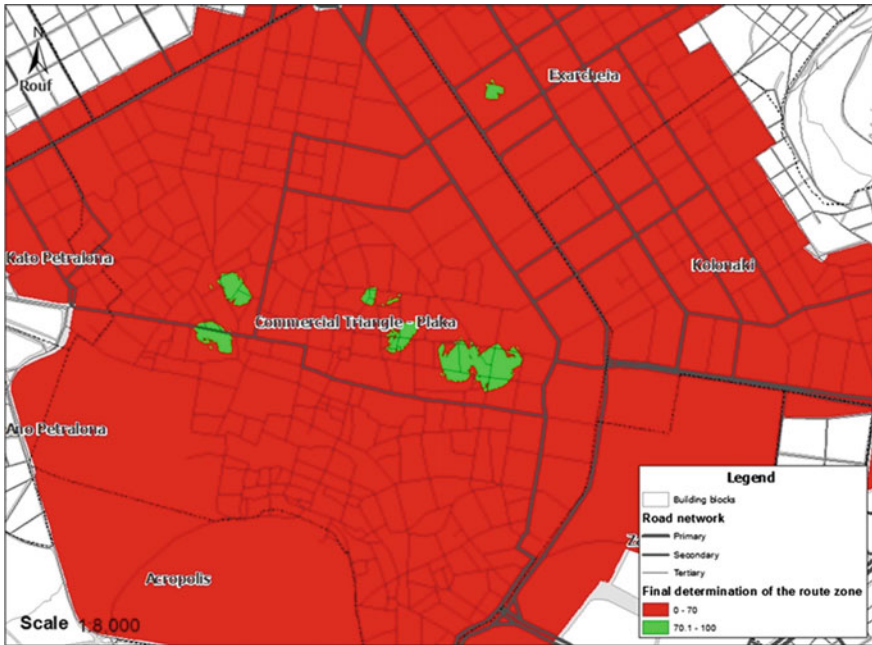 N
Rouf
Exarcheia
Kato Petralona
Kolonaki
Commercial Triangle - Plaka
Ano Petralona
Acropolis
Scale 1:8.000
Legend
Building blocks
Road network
Primary
Secondary
Tertiary
Final determination of the route zone
0 - 70
70.1 - 100